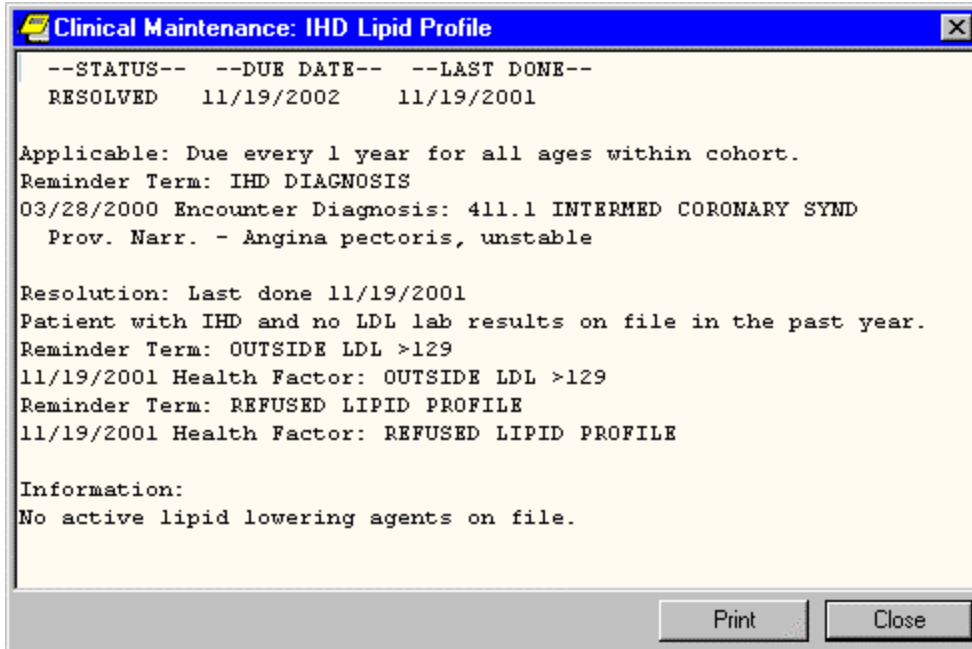 Clinical Maintenance: IHD Lipid Profile
--STATUS-- --DUE DATE-- --LAST DONE--
RESOLVED 11/19/2002 11/19/2001
Applicable: Due every 1 year for all ages within cohort.
Reminder Term: IHD DIAGNOSIS
03/28/2000 Encounter Diagnosis: 411.1 INTERMED CORONARY SYND
Prov. Narr. - Angina pectoris, unstable
Resolution: Last done 11/19/2001
Patient with IHD and no LDL lab results on file in the past year.
Reminder Term: OUTSIDE LDL >129
11/19/2001 Health Factor: OUTSIDE LDL >129
Reminder Term: REFUSED LIPID PROFILE
11/19/2001 Health Factor: REFUSED LIPID PROFILE
Information:
No active lipid lowering agents on file.
Print Close